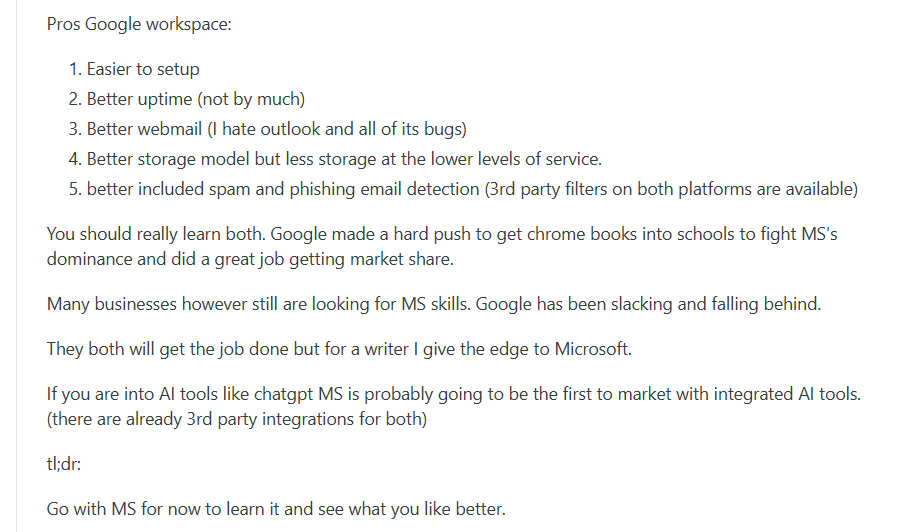 Pros Google workspace:
1. Easier to setup
2. Better uptime (not by much)
3. Better webmail (I hate outlook and all of its bugs)
4. Better storage model but less storage at the lower levels of service.
5. better included spam and phishing email detection (3rd party filters on both platforms are available)
You should really learn both. Google made a hard push to get chrome books into schools to fight MS's
dominance and did a great job getting market share.
Many businesses however still are looking for MS skills. Google has been slacking and falling behind.
They both will get the job done but for a writer I give the edge to Microsoft.
If you are into AI tools like chatgpt MS is probably going to be the first to market with integrated AI tools.
(there are already 3rd party integrations for both)
tl;dr:
Go with MS for now to learn it and see what you like better.